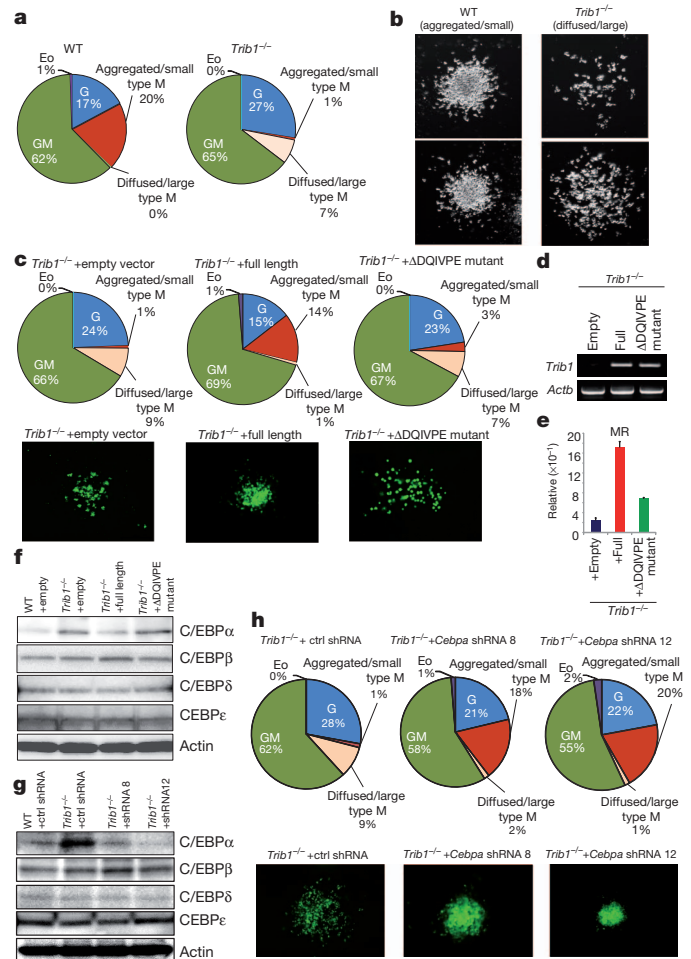 a
WT
Eo
1%
G
17%
Aggregated/small
type M
20%
GM
62%
Diffused/large
type M
0%
Trib1–/–
Eo
0%
G
27%
Aggregated/small
type M
1%
GM
65%
Diffused/large
type M
7%
b
WT
(aggregated/small)
Trib1–/–
(diffused/large)
c
Trib1–/– +empty vector
Eo
0%
Aggregated/small
type M
1%
G
24%
GM
66%
Diffused/large
type M
9%
Trib1–/– +full length
Eo
1%
Aggregated/small
type M
14%
G
15%
GM
69%
Diffused/large
type M
1%
Trib1–/– +ΔDQIVPE mutant
Eo
0%
Aggregated/small
type M
3%
G
23%
GM
67%
Diffused/large
type M
7%
Trib1–/– +empty vector
Trib1–/– +full length
Trib1–/– +ΔDQIVPE mutant
d
Trib1–/–
Empty
Full
ΔDQIVPE
mutant
Trib1
Actb
e
MR
Relative (×10–1)
20
16
12
8
4
0
+Empty
+Full
+ΔDQIVPE
mutant
Trib1–/–
f
WT
+empty
Trib1–/–
+empty
Trib1–/–
+full length
Trib1–/–
+ΔDQIVPE
mutant
C/EBPα
C/EBPβ
C/EBPδ
CEBPε
Actin
g
WT
+ctrl shRNA
Trib1–/–
+ctrl shRNA
Trib1–/–
+shRNA 8
Trib1–/–
+shRNA12
C/EBPα
C/EBPβ
C/EBPδ
CEBPε
Actin
h
Trib1–/– + ctrl shRNA
Eo
0%
Aggregated/small
type M
1%
G
28%
GM
62%
Diffused/large
type M
9%
Trib1–/– +Cebpa shRNA 8
Eo
1%
Aggregated/small
type M
18%
G
21%
GM
58%
Diffused/large
type M
2%
Trib1–/– +Cebpa shRNA 12
Eo
2%
Aggregated/small
type M
20%
G
22%
GM
55%
Diffused/large
type M
1%
Trib1–/– +ctrl shRNA
Trib1–/– +Cebpa shRNA 8
Trib1–/– +Cebpa shRNA 12